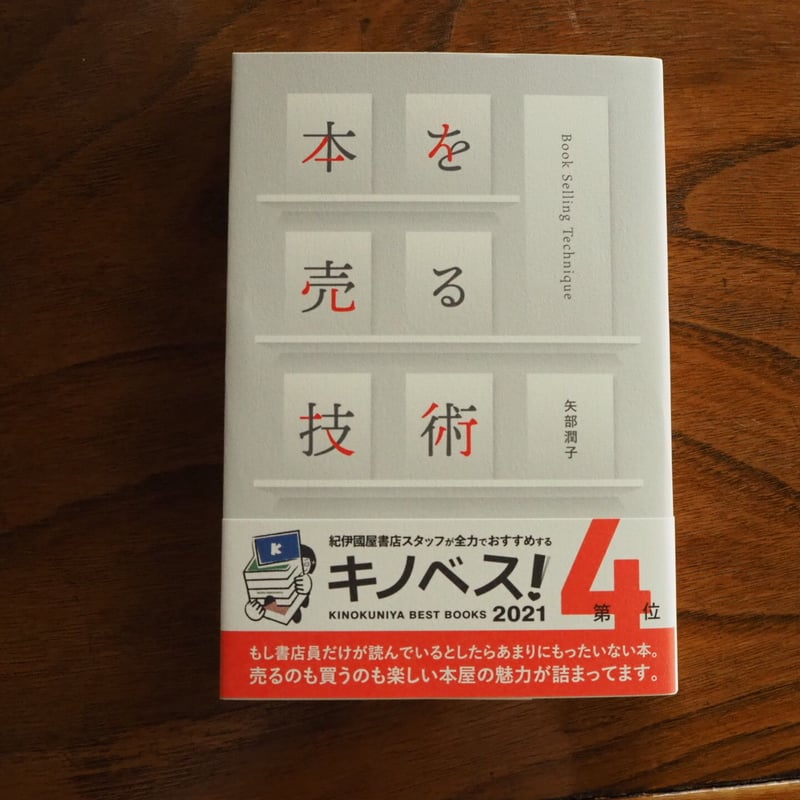 本を
売る
技術
Book Selling Technique
矢部潤子
紀伊國屋書店スタッフが全力でおすすめする
キノベス!
KINOKUNIYA BEST BOOKS 2021
第4位
K
もし書店員だけが読んでいるとしたらあまりにもったいない本。
売るのも買うのも楽しい本屋の魅力が詰まってます。